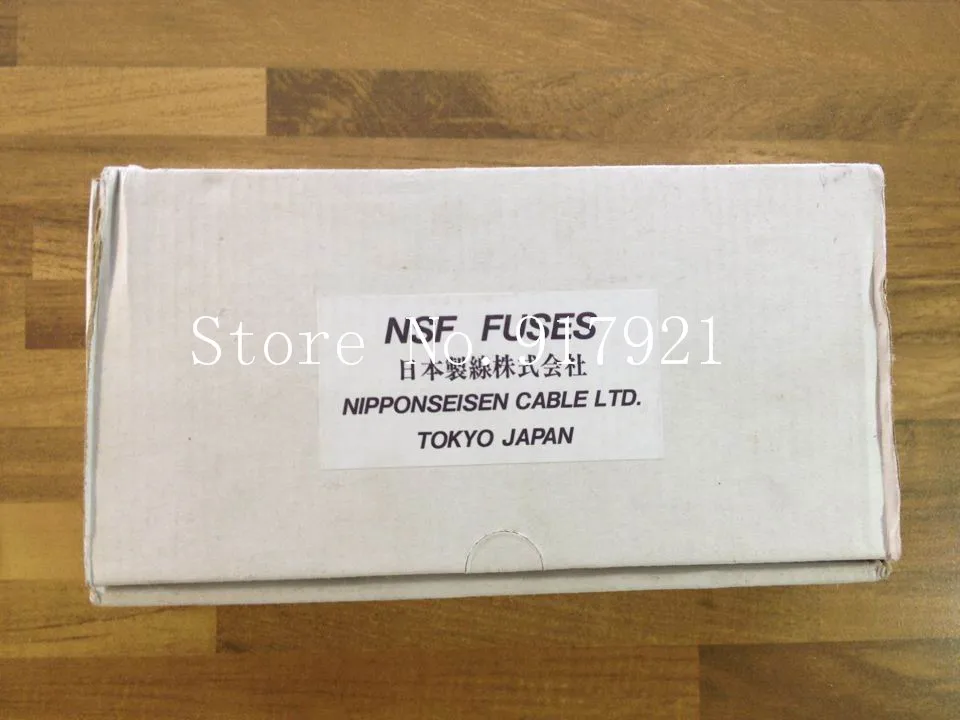 NSF FUSES
Store No: 917921
日本製線株式会社
NIPPONSEISEN CABLE LTD.
TOKYO JAPAN